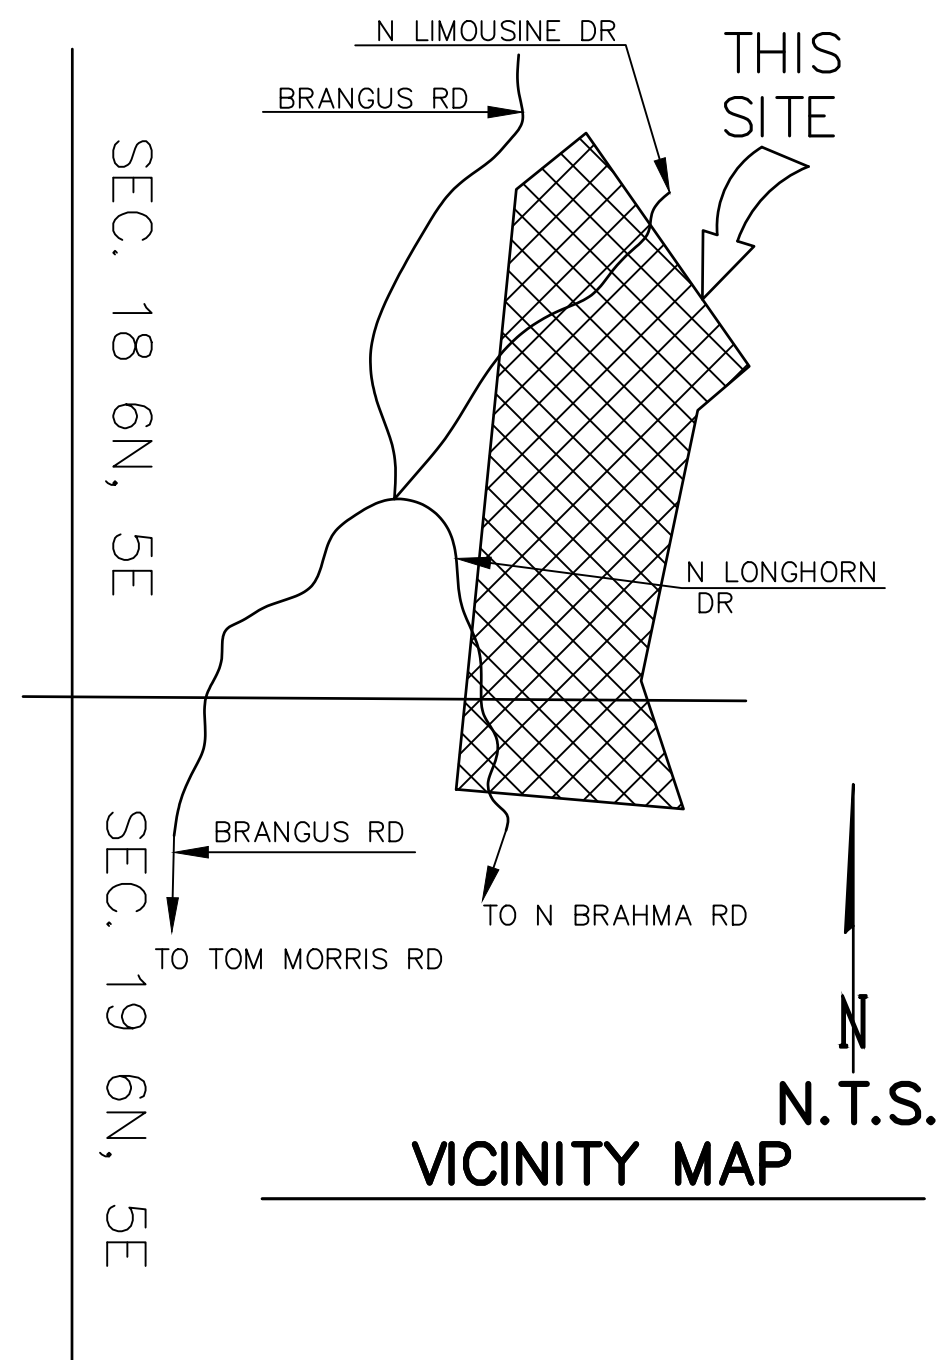 N LIMOUSINE DR
BRANGUS RD
THIS
SITE
SEC. 18 6N, 5E
N LONGHORN
DR
SEC. 19 6N, 5E
BRANGUS RD
TO N BRAHMA RD
TO TOM MORRIS RD
N
N.T.S.
VICINITY MAP